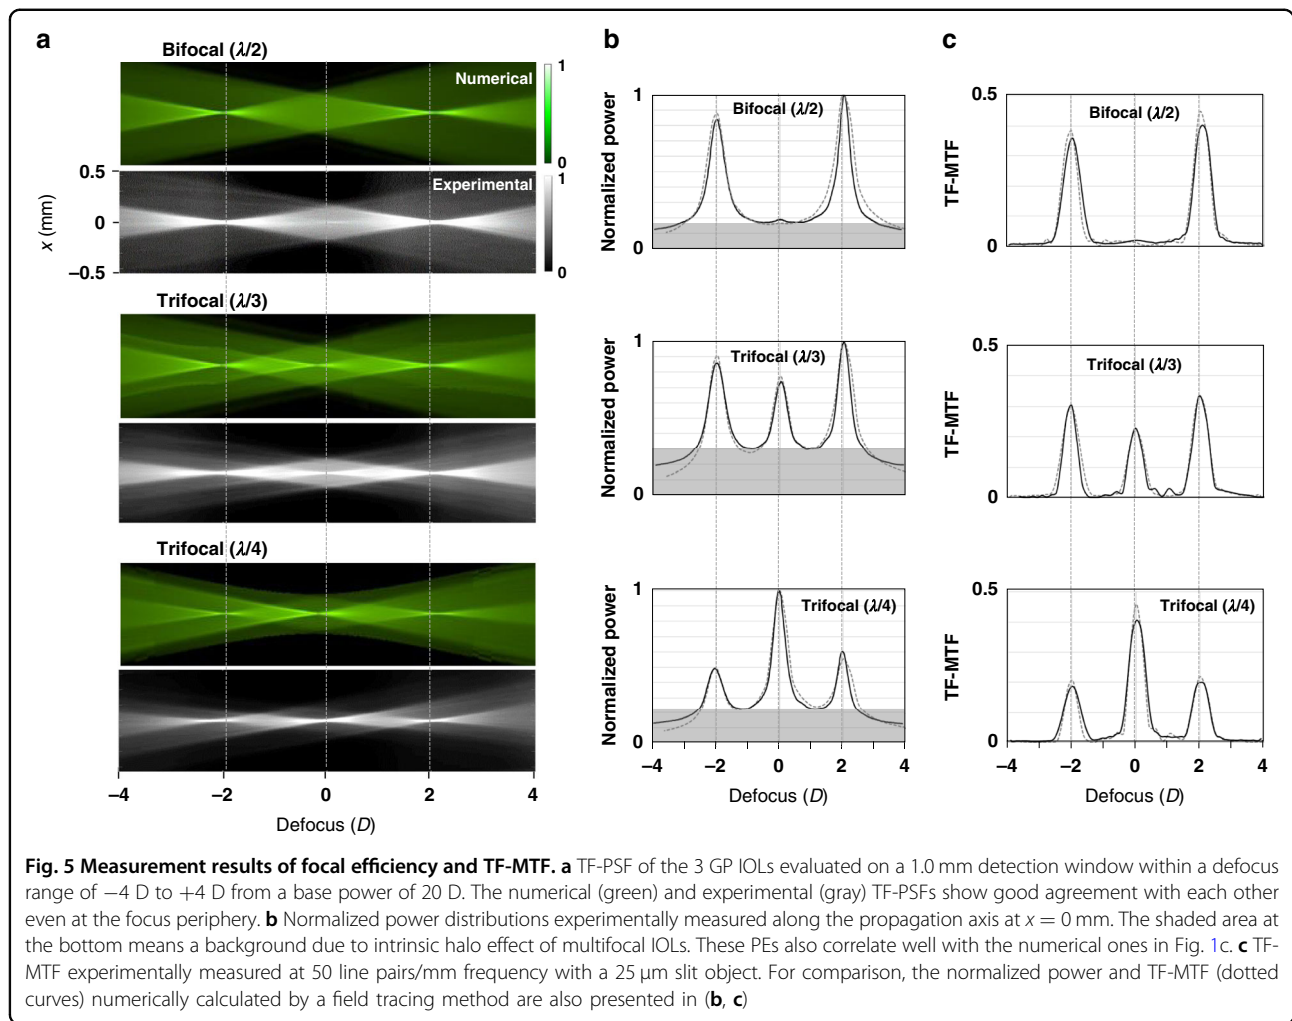 a
Bifocal (λ/2)
Numerical
1
0
Experimental
1
0
0.5
0
–0.5
x (mm)
Trifocal (λ/3)
Trifocal (λ/4)
–4
–2
0
2
4
Defocus (D)
b
Normalized power
1
0
Bifocal (λ/2)
Normalized power
1
0
Trifocal (λ/3)
Normalized power
1
0
Trifocal (λ/4)
–4
–2
0
2
4
Defocus (D)
c
TF-MTF
0.5
0
Bifocal (λ/2)
TF-MTF
0.5
0
Trifocal (λ/3)
TF-MTF
0.5
0
Trifocal (λ/4)
–4
–2
0
2
4
Defocus (D)
Fig. 5 Measurement results of focal efficiency and TF-MTF. a TF-PSF of the 3 GP IOLs evaluated on a 1.0 mm detection window within a defocus
range of −4 D to +4 D from a base power of 20 D. The numerical (green) and experimental (gray) TF-PSFs show good agreement with each other
even at the focus periphery. b Normalized power distributions experimentally measured along the propagation axis at x = 0 mm. The shaded area at
the bottom means a background due to intrinsic halo effect of multifocal IOLs. These PEs also correlate well with the numerical ones in Fig. 1c. c TF-
MTF experimentally measured at 50 line pairs/mm frequency with a 25 μm slit object. For comparison, the normalized power and TF-MTF (dotted
curves) numerically calculated by a field tracing method are also presented in (b, c)